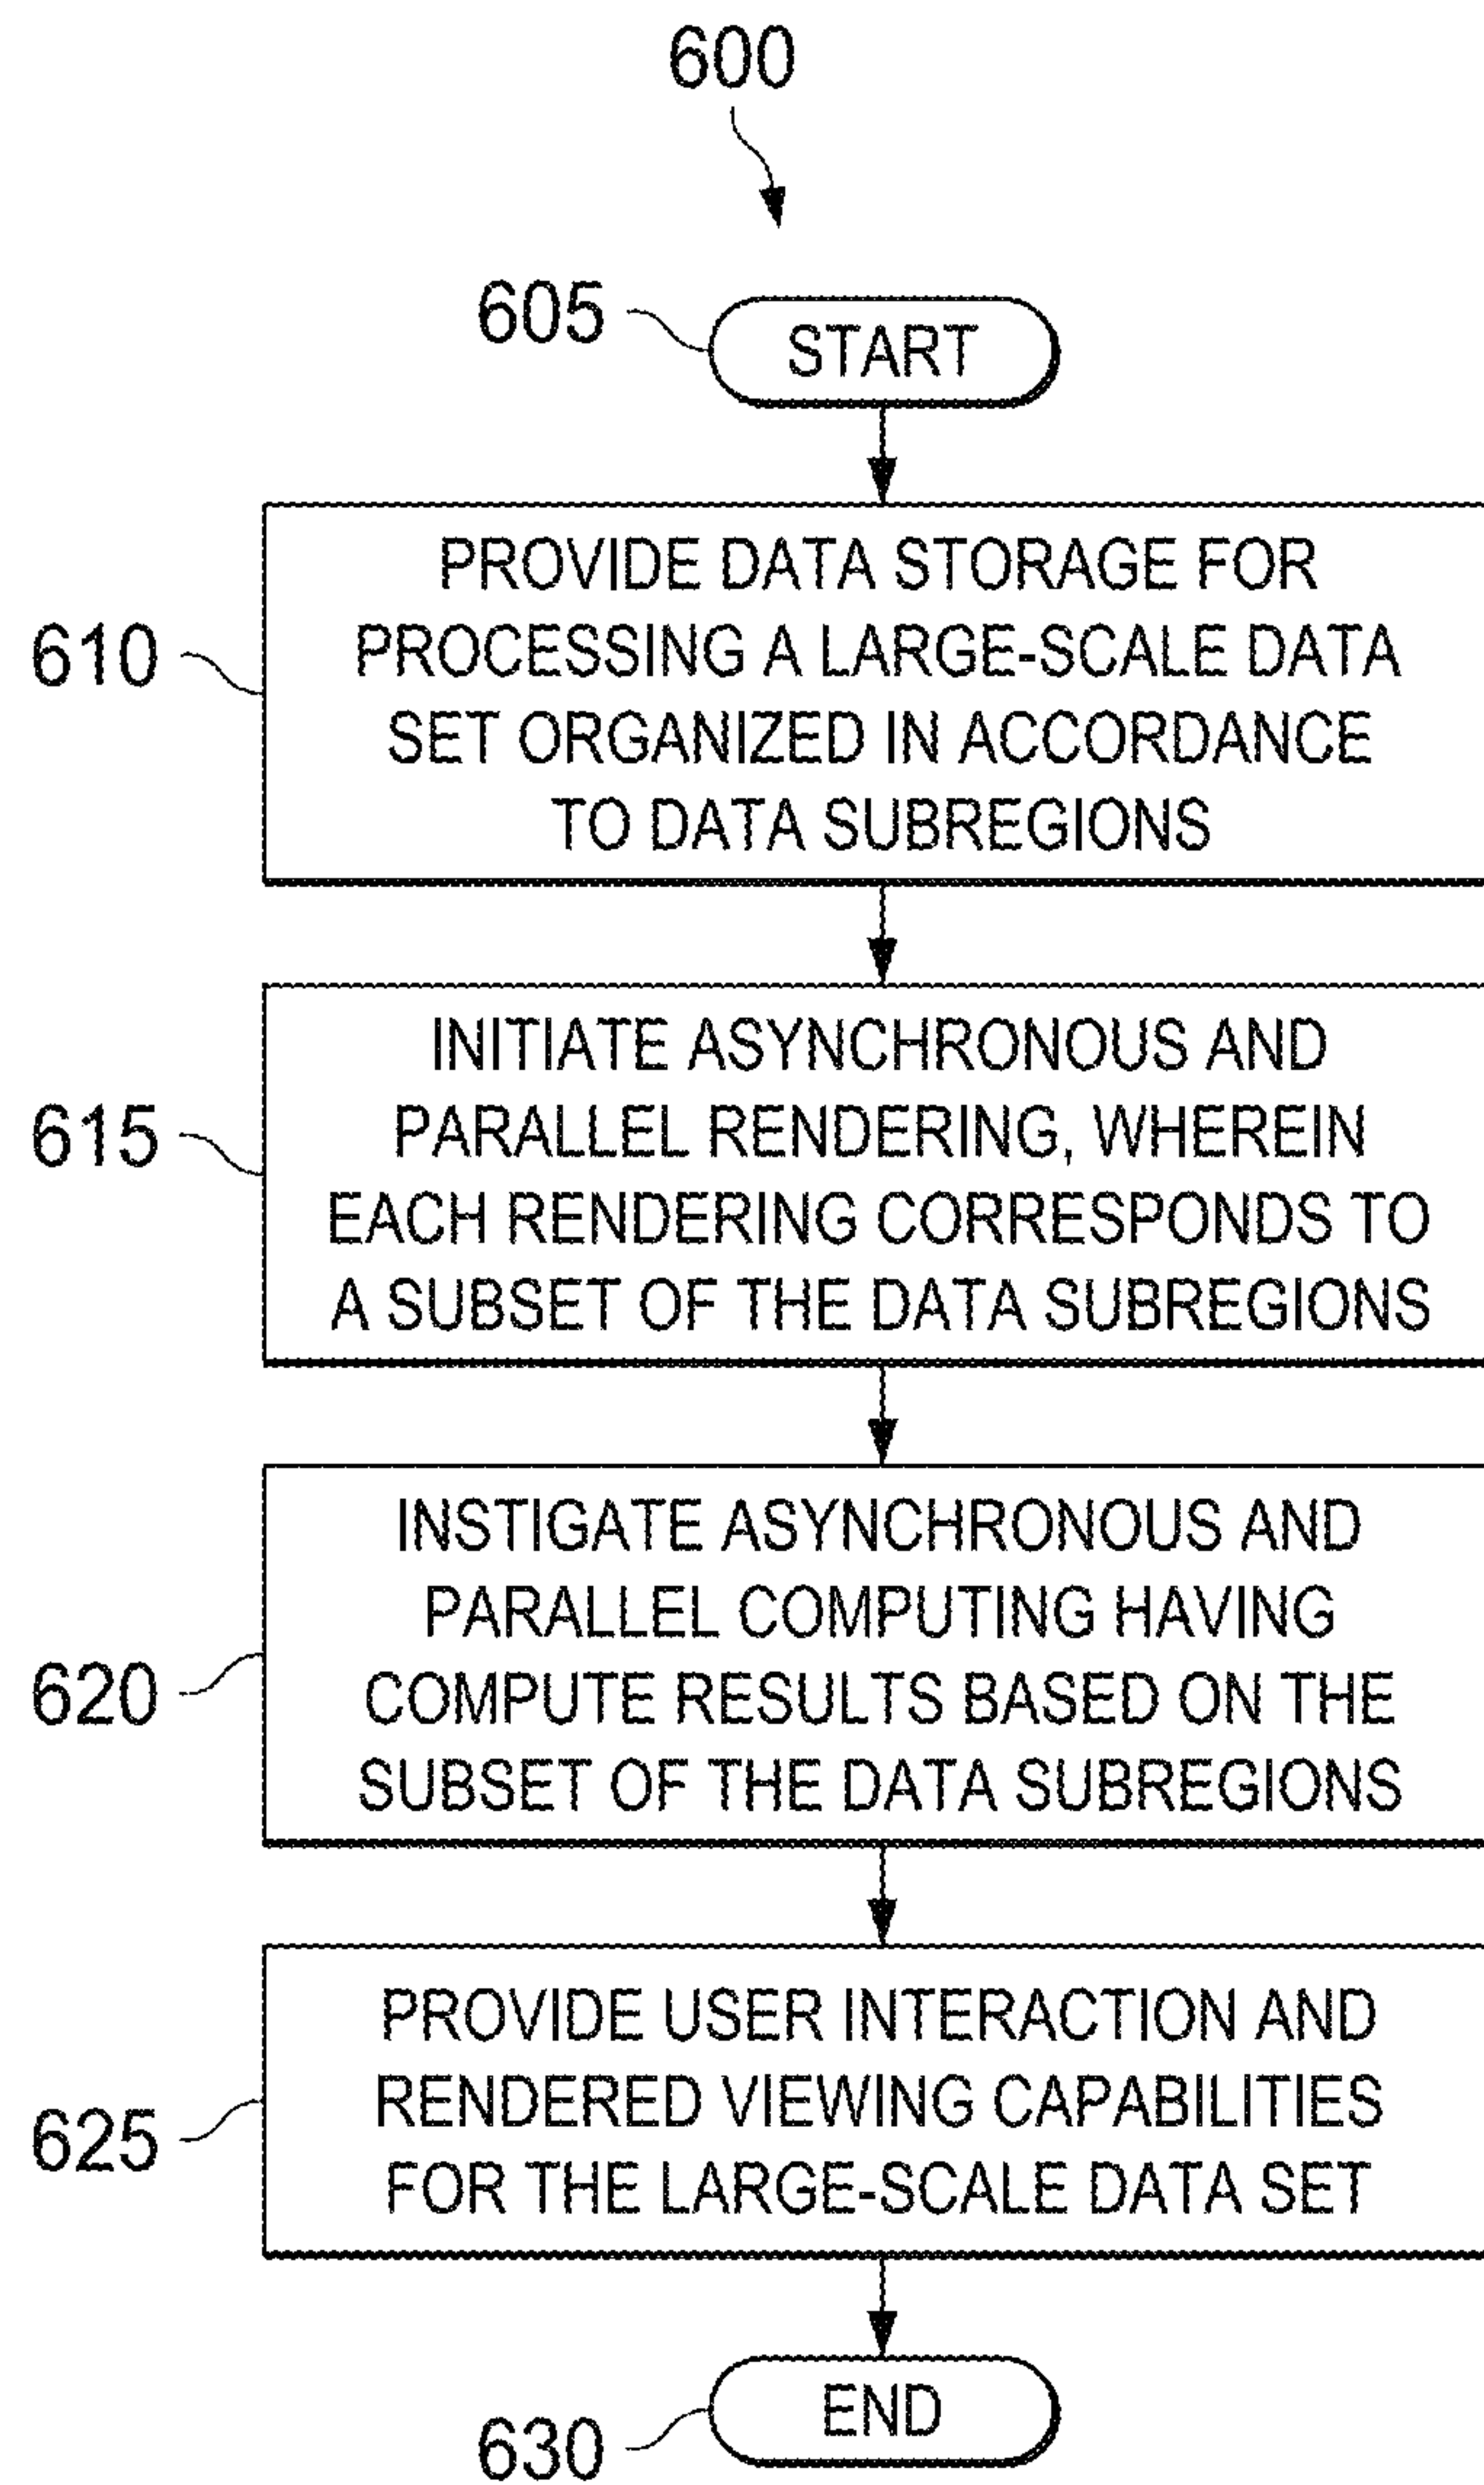 600
605
START
610
PROVIDE DATA STORAGE FOR
PROCESSING A LARGE-SCALE DATA
SET ORGANIZED IN ACCORDANCE
TO DATA SUBREGIONS
615
INITIATE ASYNCHRONOUS AND
PARALLEL RENDERING, WHEREIN
EACH RENDERING CORRESPONDS TO
A SUBSET OF THE DATA SUBREGIONS
620
INSTIGATE ASYNCHRONOUS AND
PARALLEL COMPUTING HAVING
COMPUTE RESULTS BASED ON THE
SUBSET OF THE DATA SUBREGIONS
625
PROVIDE USER INTERACTION AND
RENDERED VIEWING CAPABILITIES
FOR THE LARGE-SCALE DATA SET
630
END